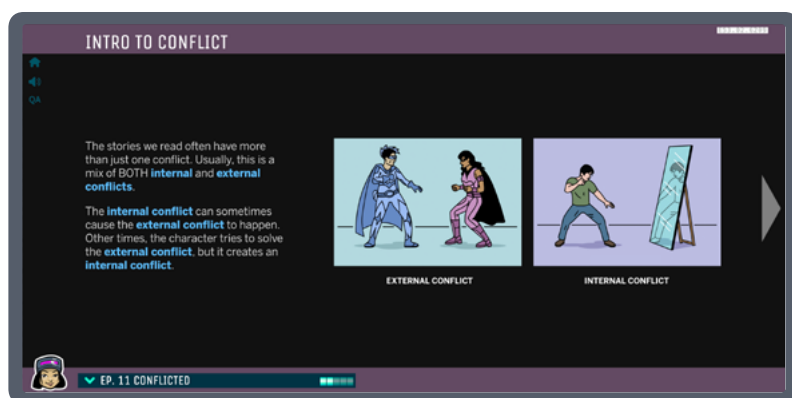 INTRO TO CONFLICT
QA
The stories we read often have more
than just one conflict. Usually, this is a
mix of BOTH internal and external
conflicts.
The internal conflict can sometimes
cause the external conflict to happen.
Other times, the character tries to solve
the external conflict, but it creates an
internal conflict.
EXTERNAL CONFLICT
INTERNAL CONFLICT
EP. 11 CONFLICTED